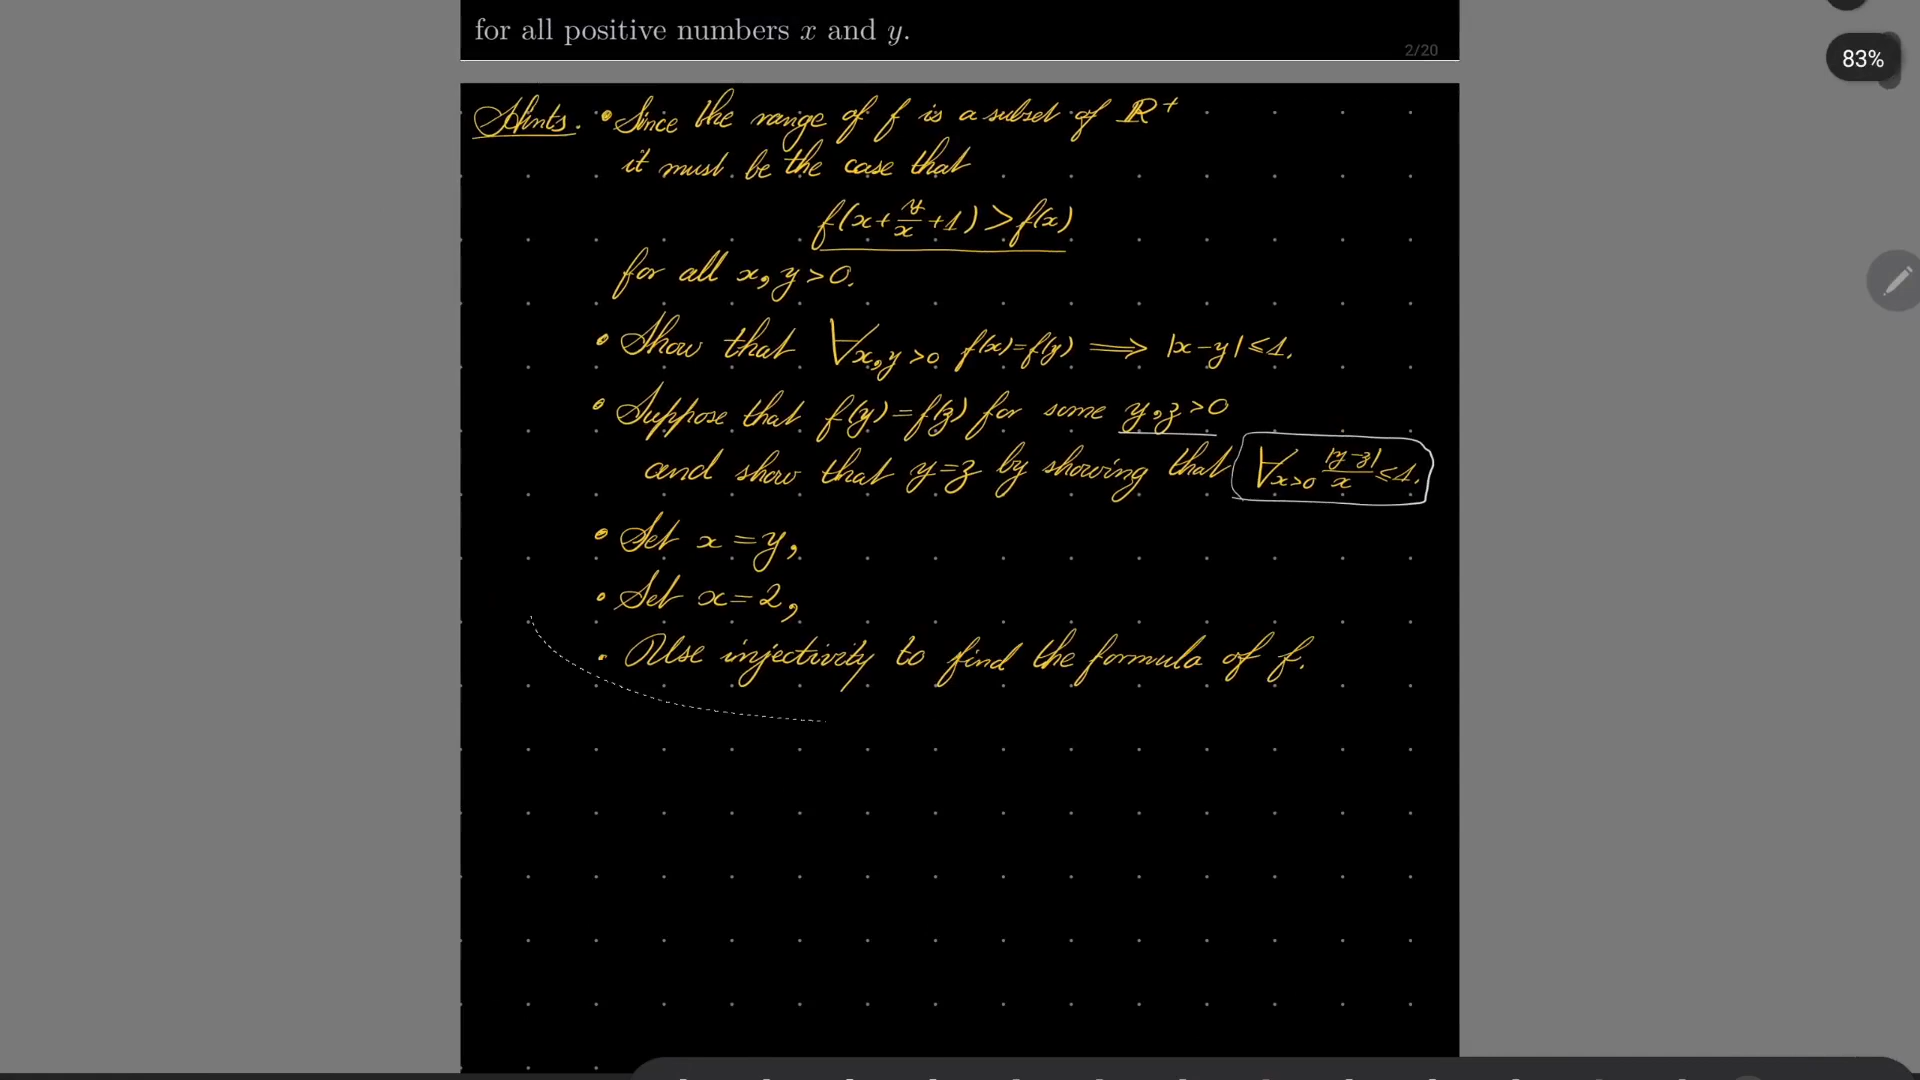 for all positive numbers x and y.
2/20
83%
Hints. • Since the range of f is a subset of ℝ⁺
it must be the case that
f(x+y/x+1)>f(x)
for all x,y>0.
• Show that ∀x,y>0 f(x)=f(y) ⟹ |x-y|≤1.
• Suppose that f(y)=f(z) for some y,z>0
and show that y=z by showing that ∀x>0 |y-z|/x≤1.
• Set x=y,
• Set x=2,
• Use injectivity to find the formula of f.